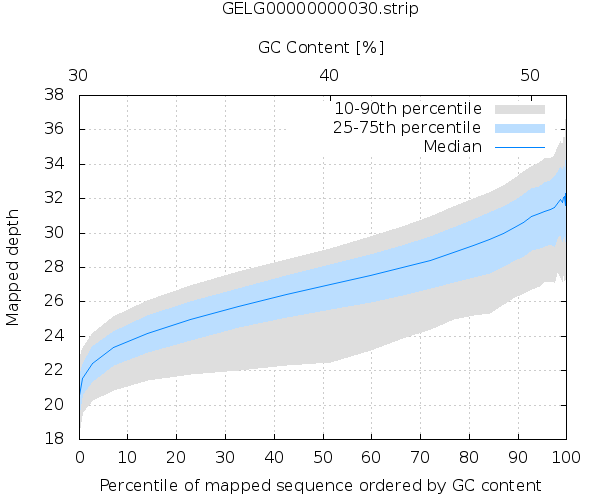 GELG00000000030.strip
GC Content [%]
30 40 50
38
36
34
32
30
28
26
24
22
20
18
10-90th percentile
25-75th percentile
Median
Mapped depth
0 10 20 30 40 50 60 70 80 90 100
Percentile of mapped sequence ordered by GC content